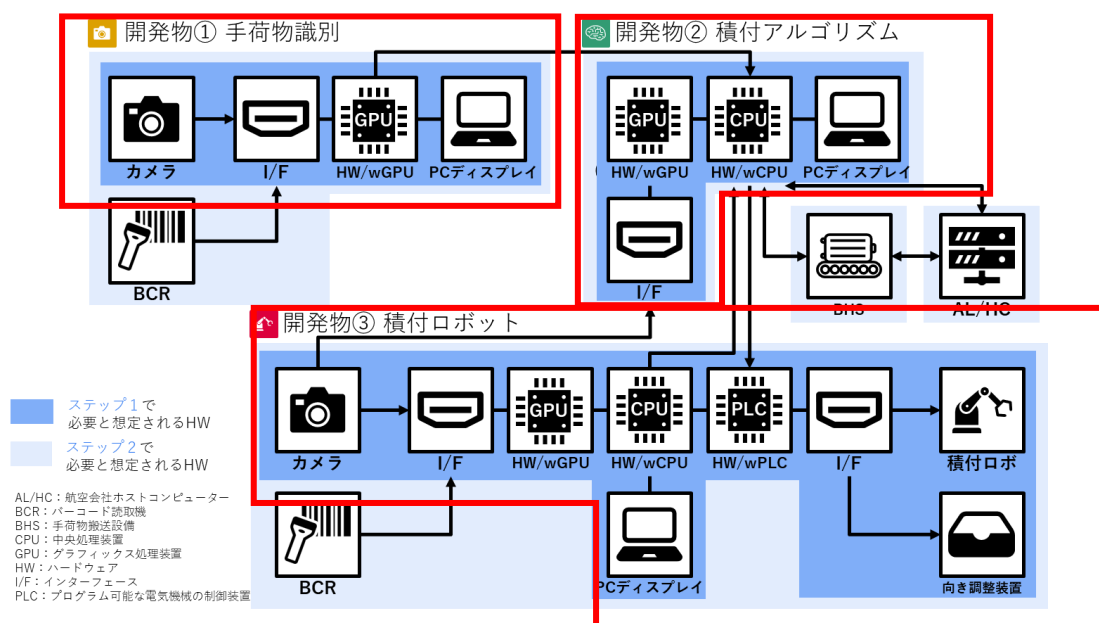 開発物① 手荷物識別
GPU
カメラ
I/F
HW/wGPU
PCディスプレイ
BCR
開発物② 積付アルゴリズム
GPU
CPU
HW/wGPU
HW/wCPU
PCディスプレイ
I/F
BHS
AL/HC
開発物③ 積付ロボット
GPU
CPU
PLC
カメラ
I/F
HW/wGPU
HW/wCPU
HW/wPLC
I/F
積付ロボ
BCR
PCディスプレイ
向き調整装置
ステップ1で
必要と想定されるHW
ステップ2で
必要と想定されるHW
AL/HC：航空会社ホストコンピューター
BCR：バーコード読取機
BHS：手荷物搬送設備
CPU：中央処理装置
GPU：グラフィックス処理装置
HW：ハードウェア
I/F：インターフェース
PLC：プログラム可能な電気機械の制御装置